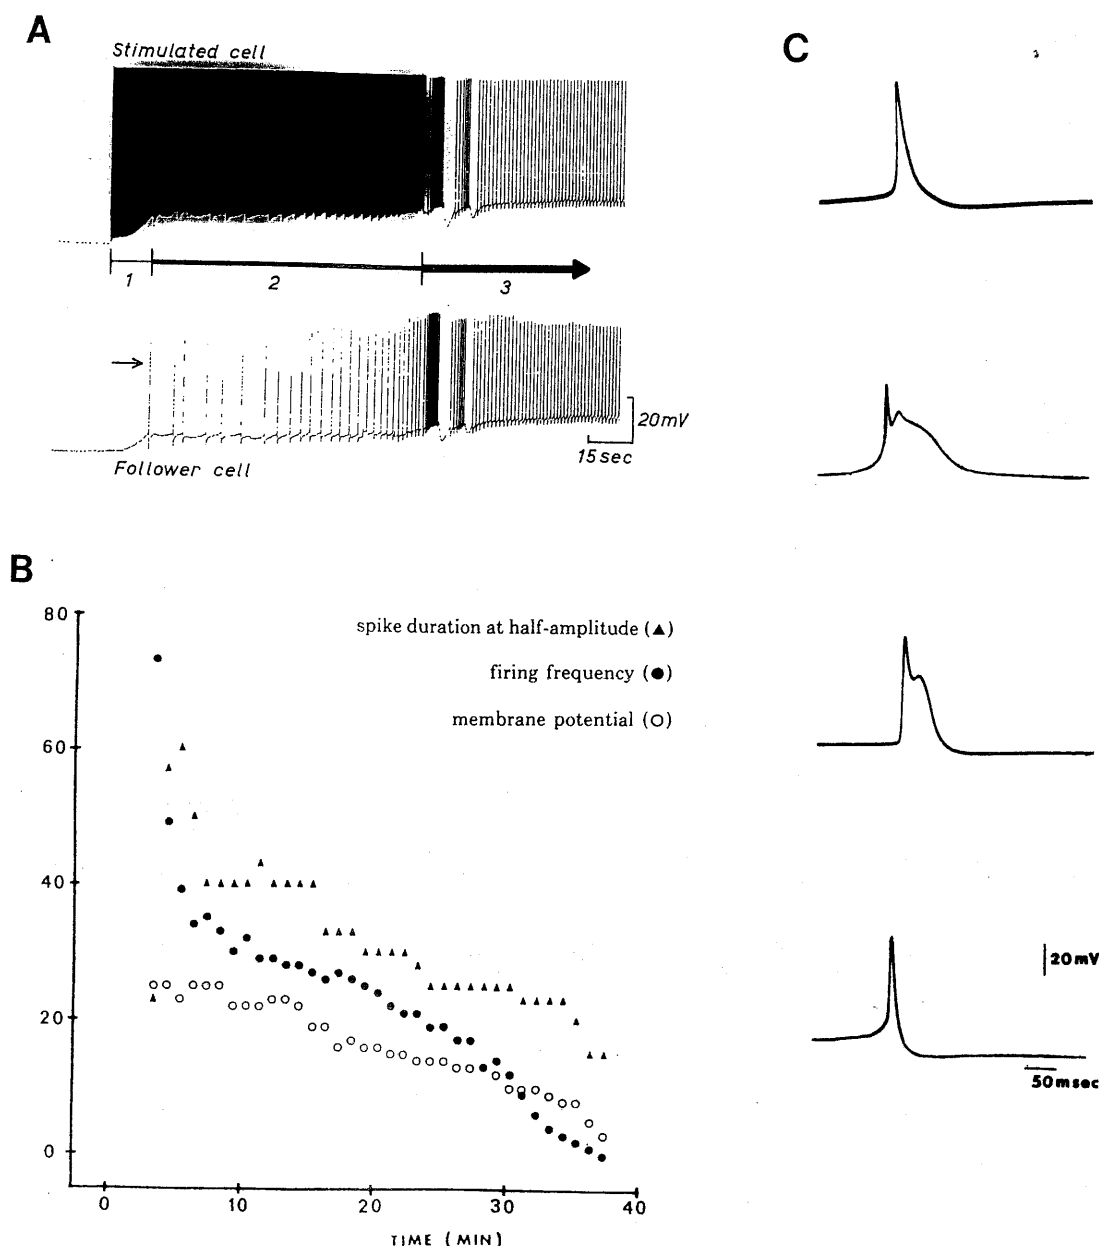 A
Stimulated cell
1
2
3
20mV
15sec
Follower cell
B
80
60
40
20
0
spike duration at half-amplitude (▲)
firing frequency (●)
membrane potential (○)
0
10
20
30
40
TIME (MIN)
C
20mV
50msec